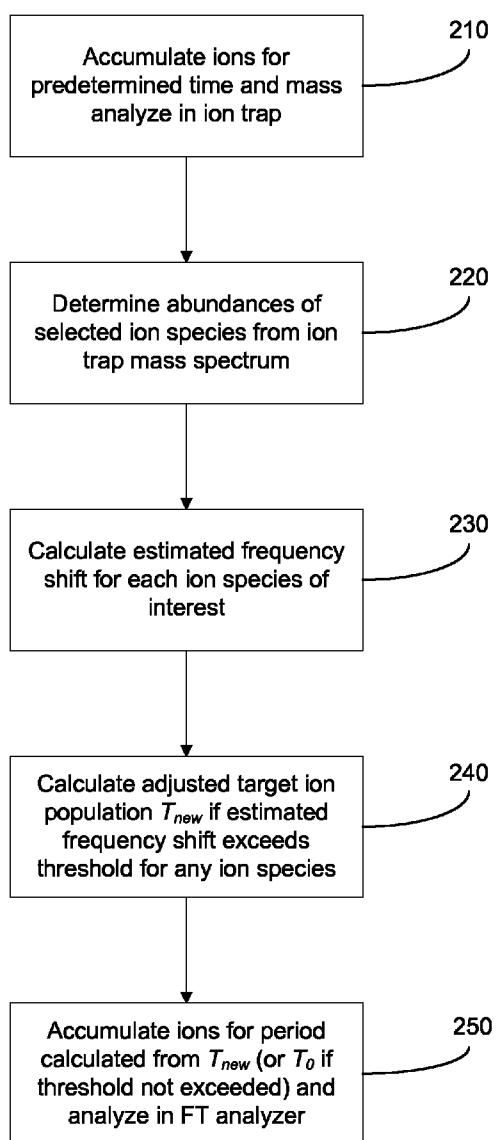 210
Accumulate ions for
predetermined time and mass
analyze in ion trap
220
Determine abundances of
selected ion species from ion
trap mass spectrum
230
Calculate estimated frequency
shift for each ion species of
interest
240
Calculate adjusted target ion
population Tnew if estimated
frequency shift exceeds
threshold for any ion species
250
Accumulate ions for period
calculated from Tnew (or T0 if
threshold not exceeded) and
analyze in FT analyzer